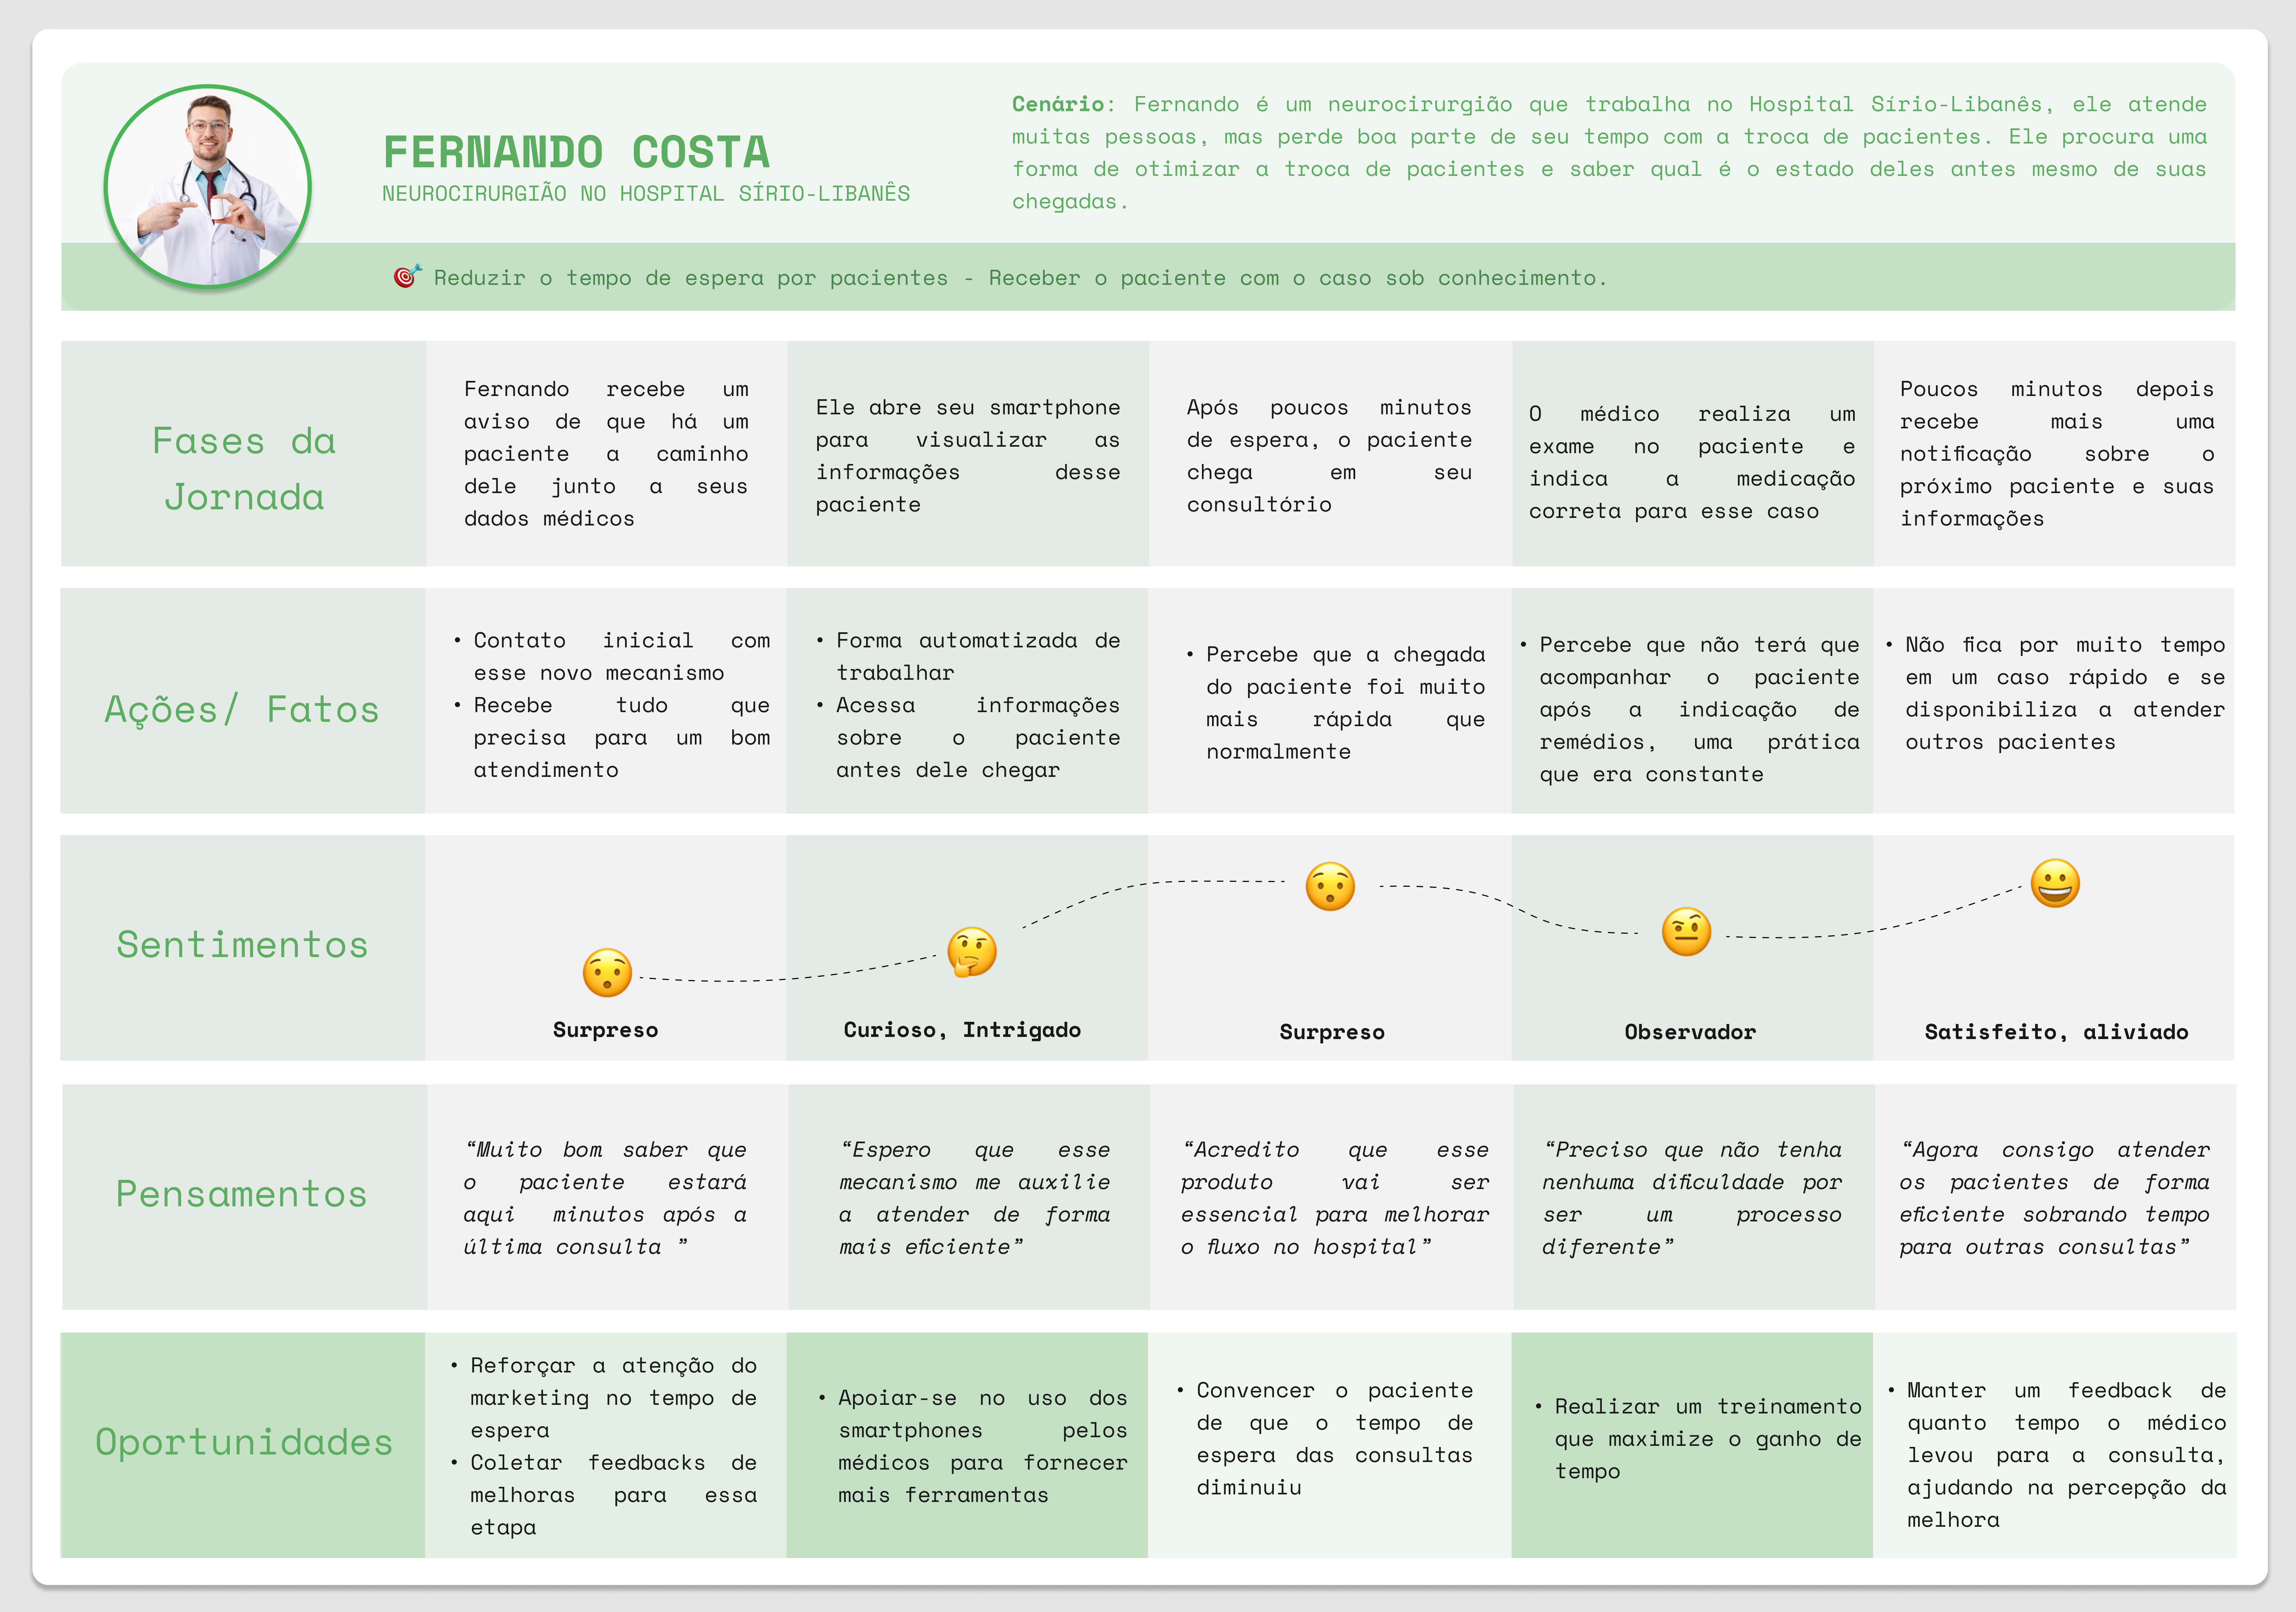 FERNANDO COSTA
NEUROCIRURGIÃO NO HOSPITAL SÍRIO-LIBANÊS
Cenário: Fernando é um neurocirurgião que trabalha no Hospital Sírio-Libanês, ele atende
muitas pessoas, mas perde boa parte de seu tempo com a troca de pacientes. Ele procura uma
forma de otimizar a troca de pacientes e saber qual é o estado deles antes mesmo de suas
chegadas.
🎯 Reduzir o tempo de espera por pacientes - Receber o paciente com o caso sob conhecimento.
Fases da
Jornada
Fernando recebe um
aviso de que há um
paciente a caminho
dele junto a seus
dados médicos
Ele abre seu smartphone
para visualizar as
informações desse
paciente
Após poucos minutos
de espera, o paciente
chega em seu
consultório
O médico realiza um
exame no paciente e
indica a medicação
correta para esse caso
Poucos minutos depois
recebe mais uma
notificação sobre o
próximo paciente e suas
informações
Ações/ Fatos
• Contato inicial com
esse novo mecanismo
• Recebe tudo que
precisa para um bom
atendimento
• Forma automatizada de
trabalhar
• Acessa informações
sobre o paciente
antes dele chegar
• Percebe que a chegada
do paciente foi muito
mais rápida que
normalmente
• Percebe que não terá que
acompanhar o paciente
após a indicação de
remédios, uma prática
que era constante
• Não fica por muito tempo
em um caso rápido e se
disponibiliza a atender
outros pacientes
Sentimentos
Surpreso
Curioso, Intrigado
Surpreso
Observador
Satisfeito, aliviado
Pensamentos
“Muito bom saber que
o paciente estará
aqui minutos após a
última consulta ”
“Espero que esse
mecanismo me auxilie
a atender de forma
mais eficiente”
“Acredito que esse
produto vai ser
essencial para melhorar
o fluxo no hospital”
“Preciso que não tenha
nenhuma dificuldade por
ser um processo
diferente”
“Agora consigo atender
os pacientes de forma
eficiente sobrando tempo
para outras consultas”
Oportunidades
• Reforçar a atenção do
marketing no tempo de
espera
• Coletar feedbacks de
melhoras para essa
etapa
• Apoiar-se no uso dos
smartphones pelos
médicos para fornecer
mais ferramentas
• Convencer o paciente
de que o tempo de
espera das consultas
diminuiu
• Realizar um treinamento
que maximize o ganho de
tempo
• Manter um feedback de
quanto tempo o médico
levou para a consulta,
ajudando na percepção da
melhora